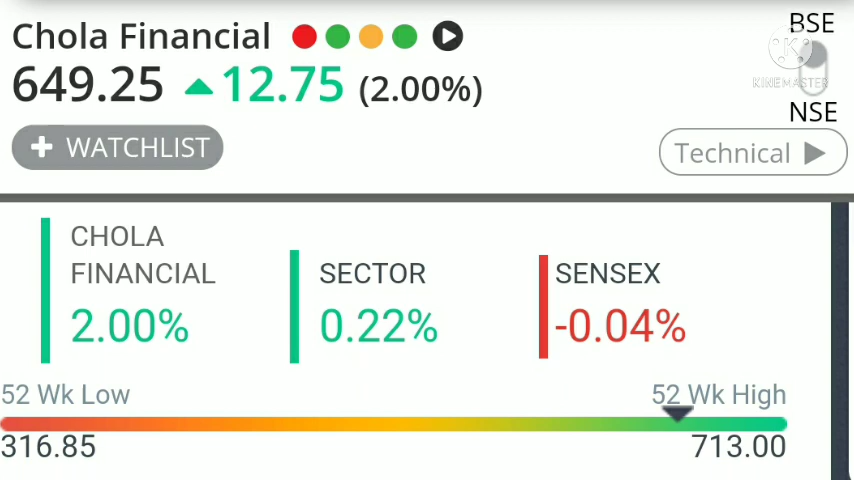 Chola Financial
BSE
649.25 12.75 (2.00%)
K
KINEMASTER
NSE
+ WATCHLIST
Technical
CHOLA
FINANCIAL
2.00%
SECTOR
0.22%
SENSEX
-0.04%
52 Wk Low
52 Wk High
316.85
713.00